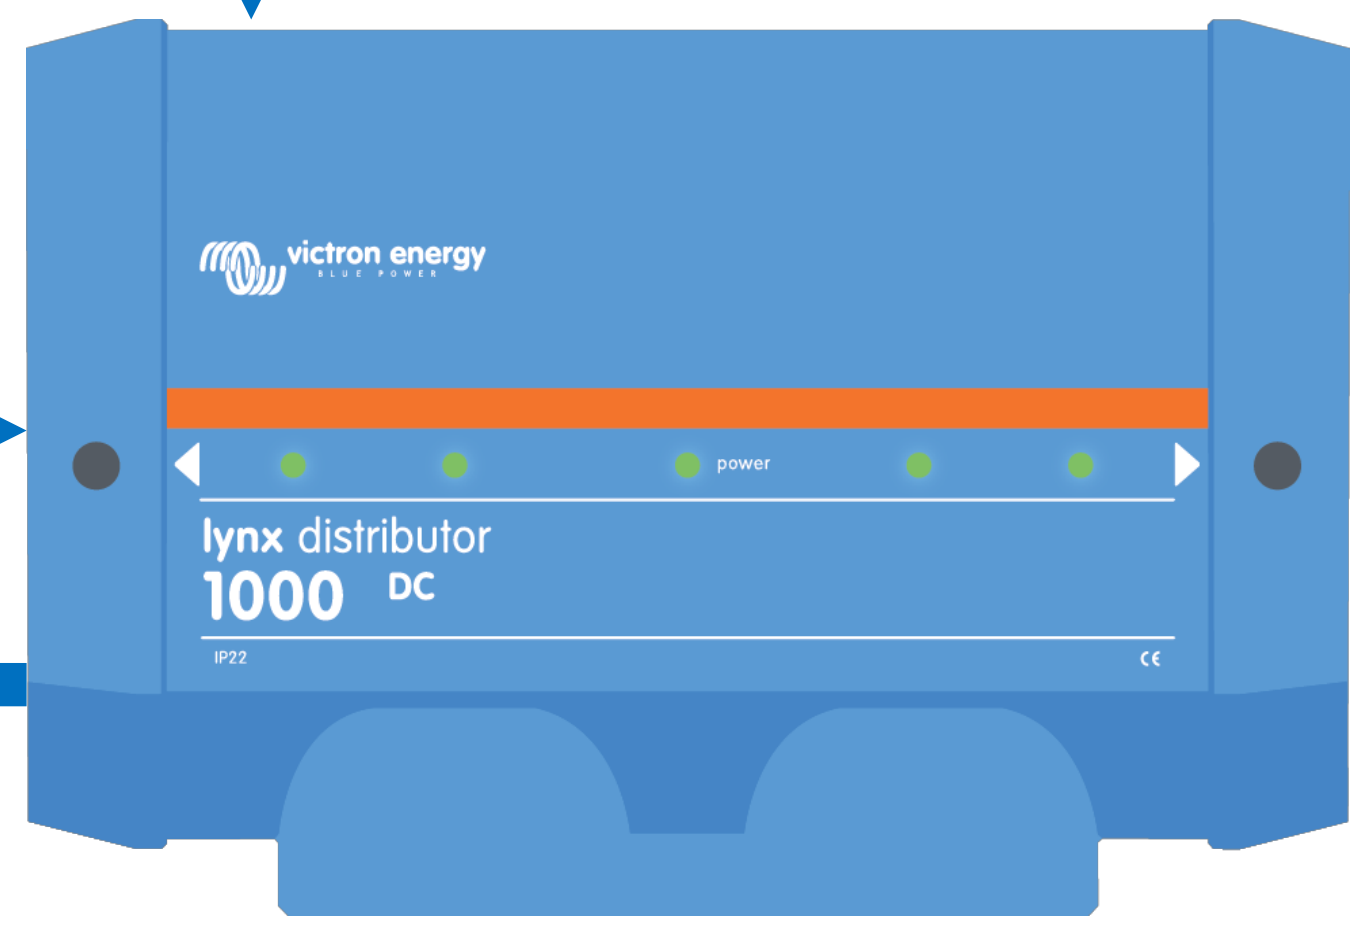 victron energy
BLUE POWER
power
lynx distributor
1000 DC
IP22
CE